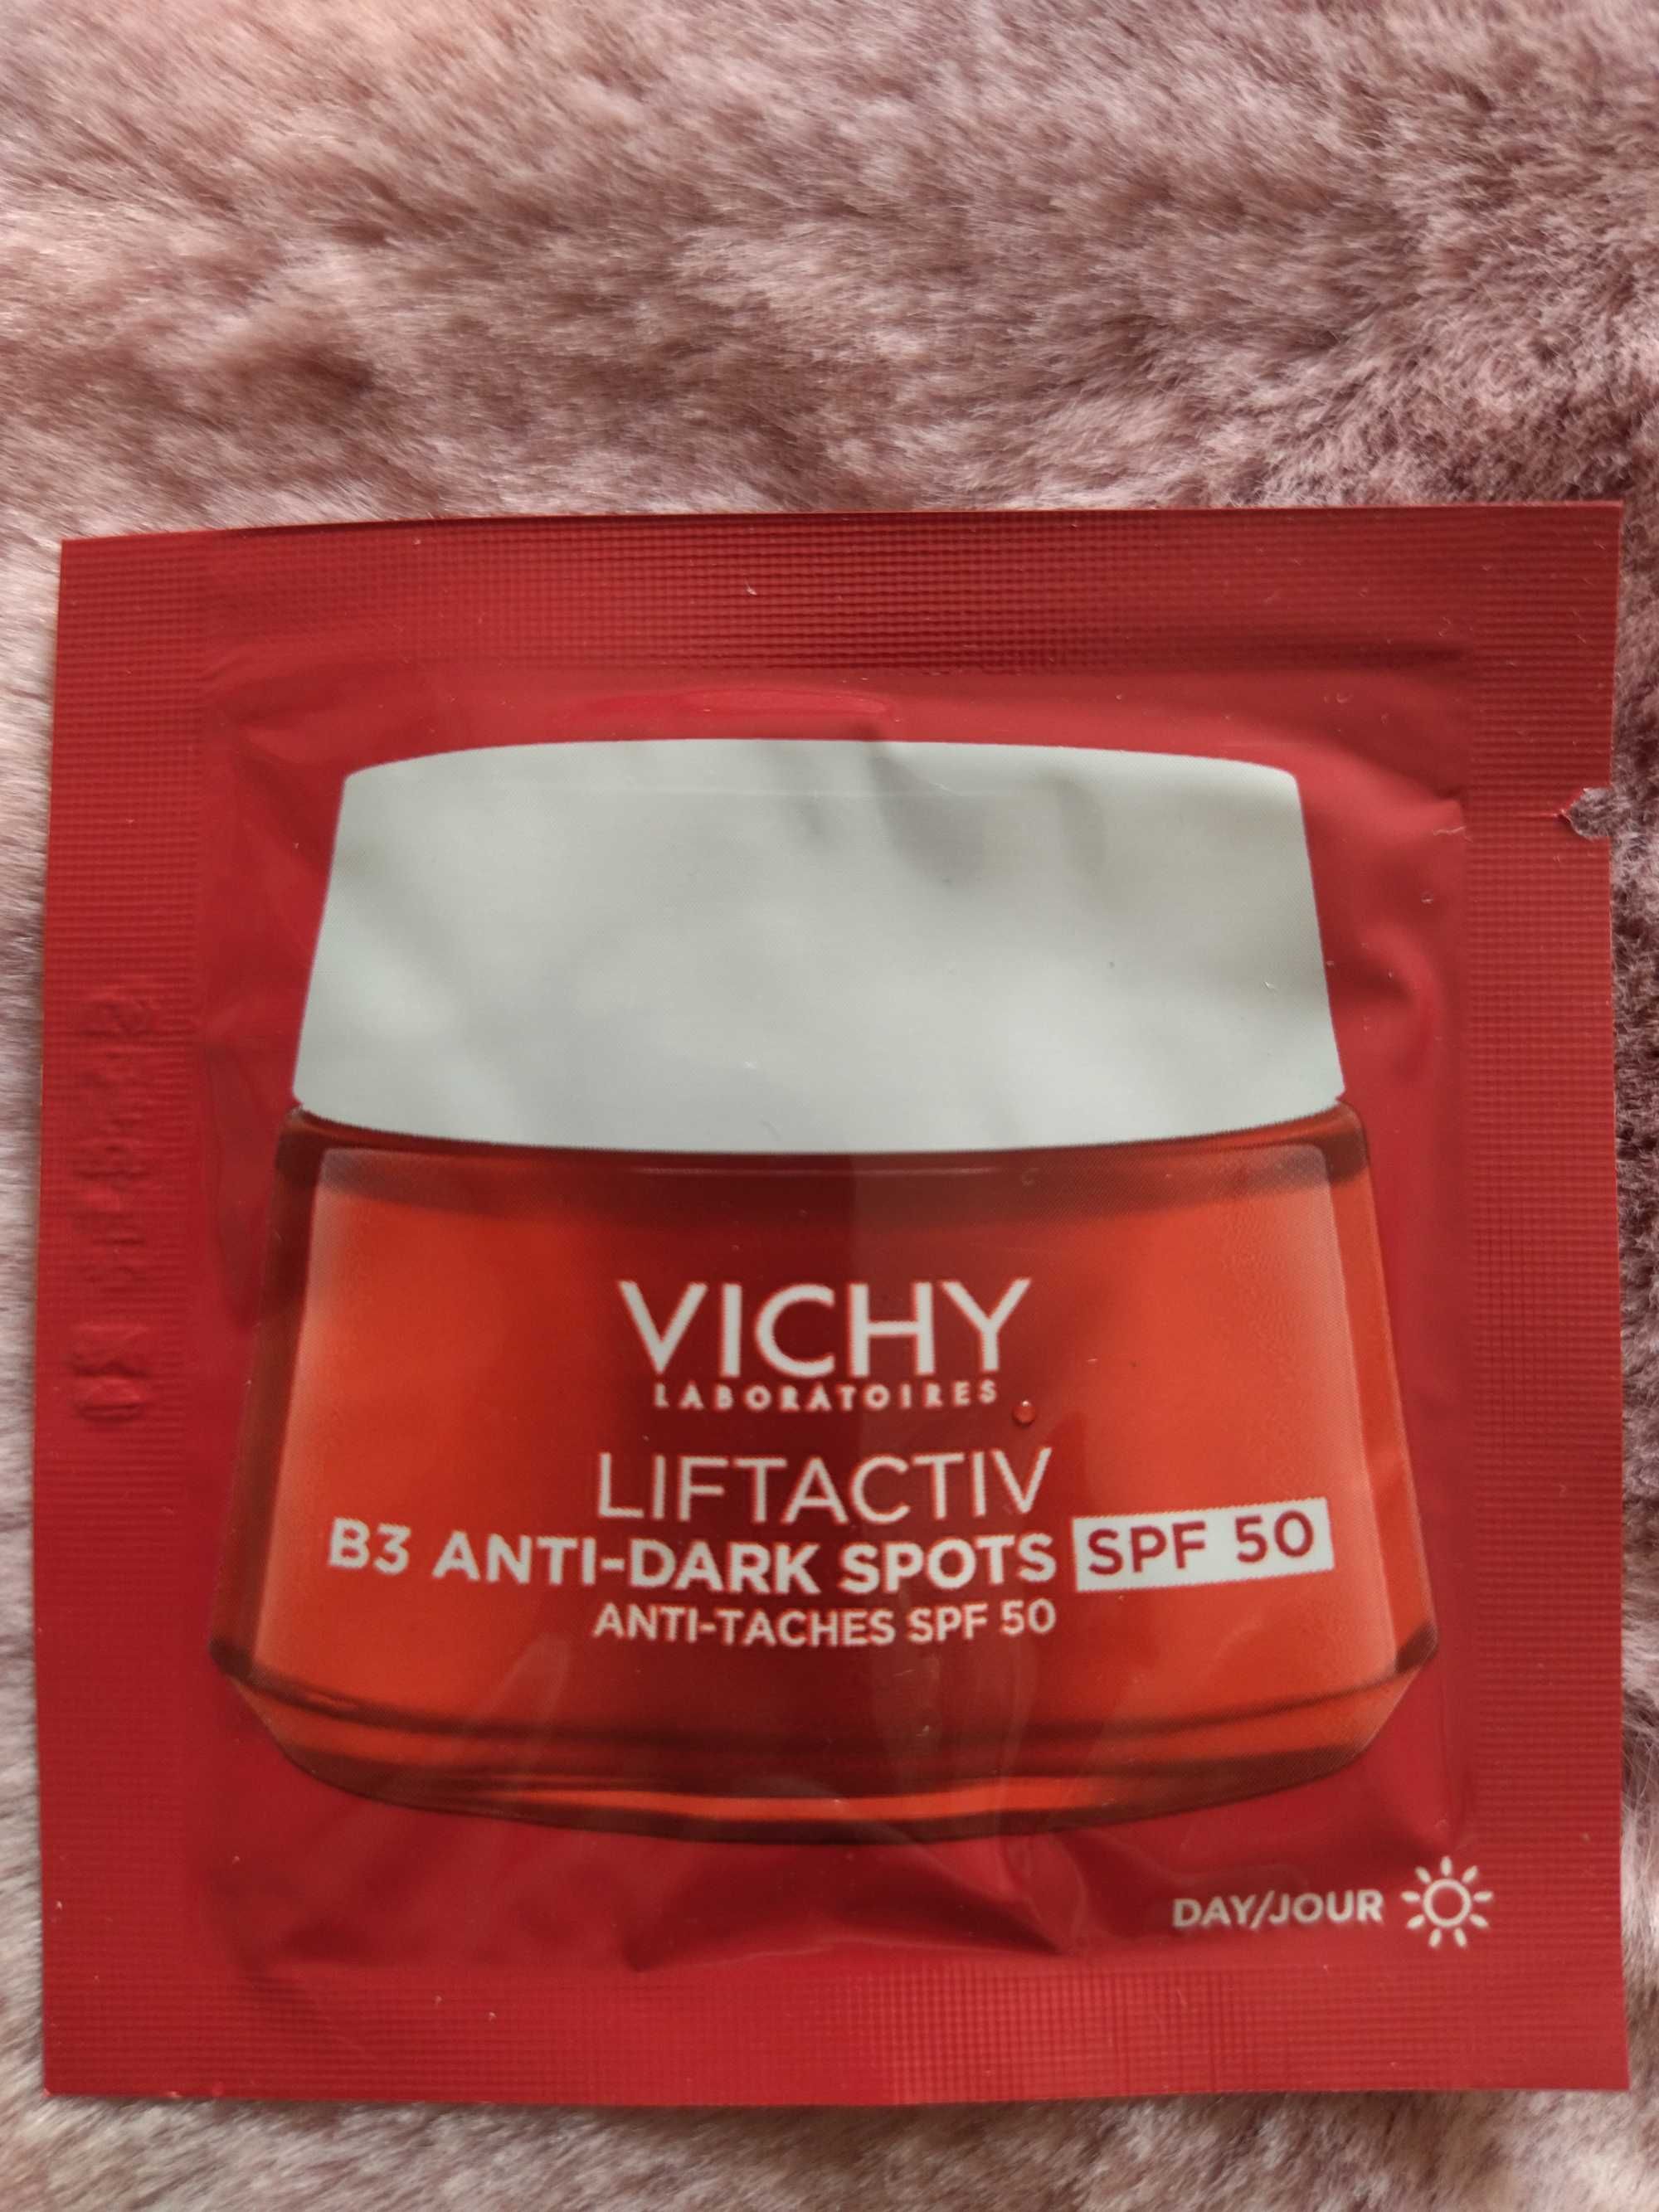 VICHY
LABORATOIRES
LIFTACTIV
B3 ANTI-DARK SPOTS SPF 50
ANTI-TACHES SPF 50
DAY/JOUR